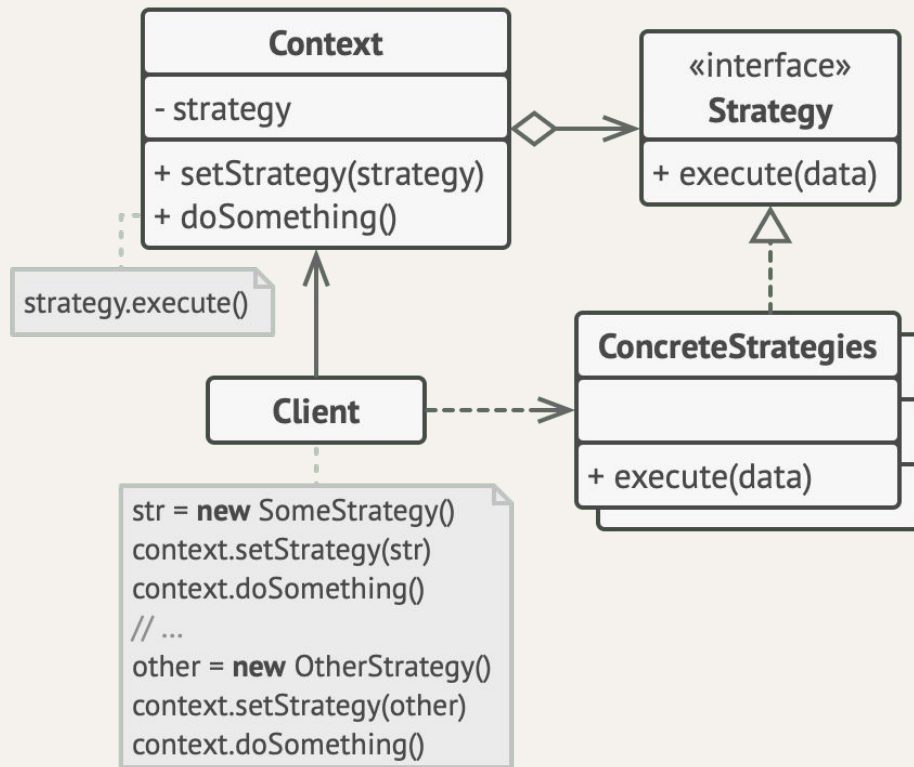 Context
- strategy
+ setStrategy(strategy)
+ doSomething()
strategy.execute()
«interface»
Strategy
+ execute(data)
ConcreteStrategies
+ execute(data)
Client
str = new SomeStrategy()
context.setStrategy(str)
context.doSomething()
// ...
other = new OtherStrategy()
context.setStrategy(other)
context.doSomething()